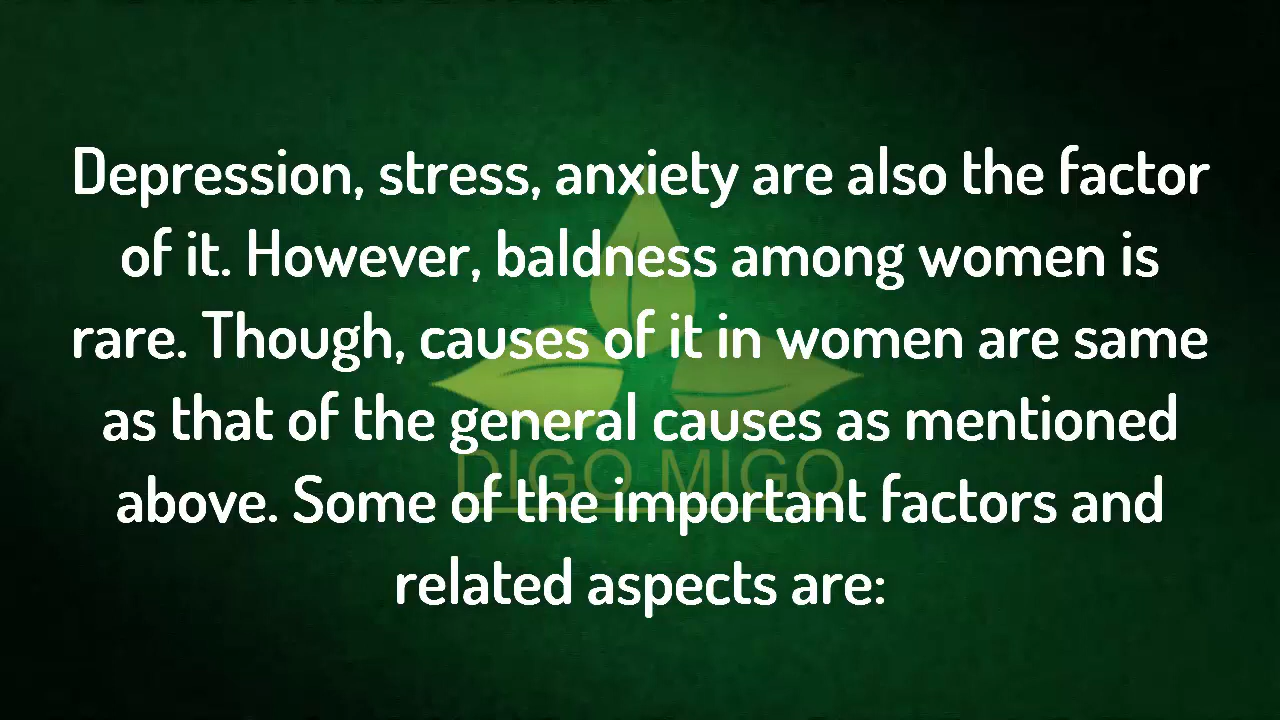 Depression, stress, anxiety are also the factor
of it. However, baldness among women is
rare. Though, causes of it in women are same
as that of the general causes as mentioned
above. Some of the important factors and
related aspects are:
DIGO MIGO